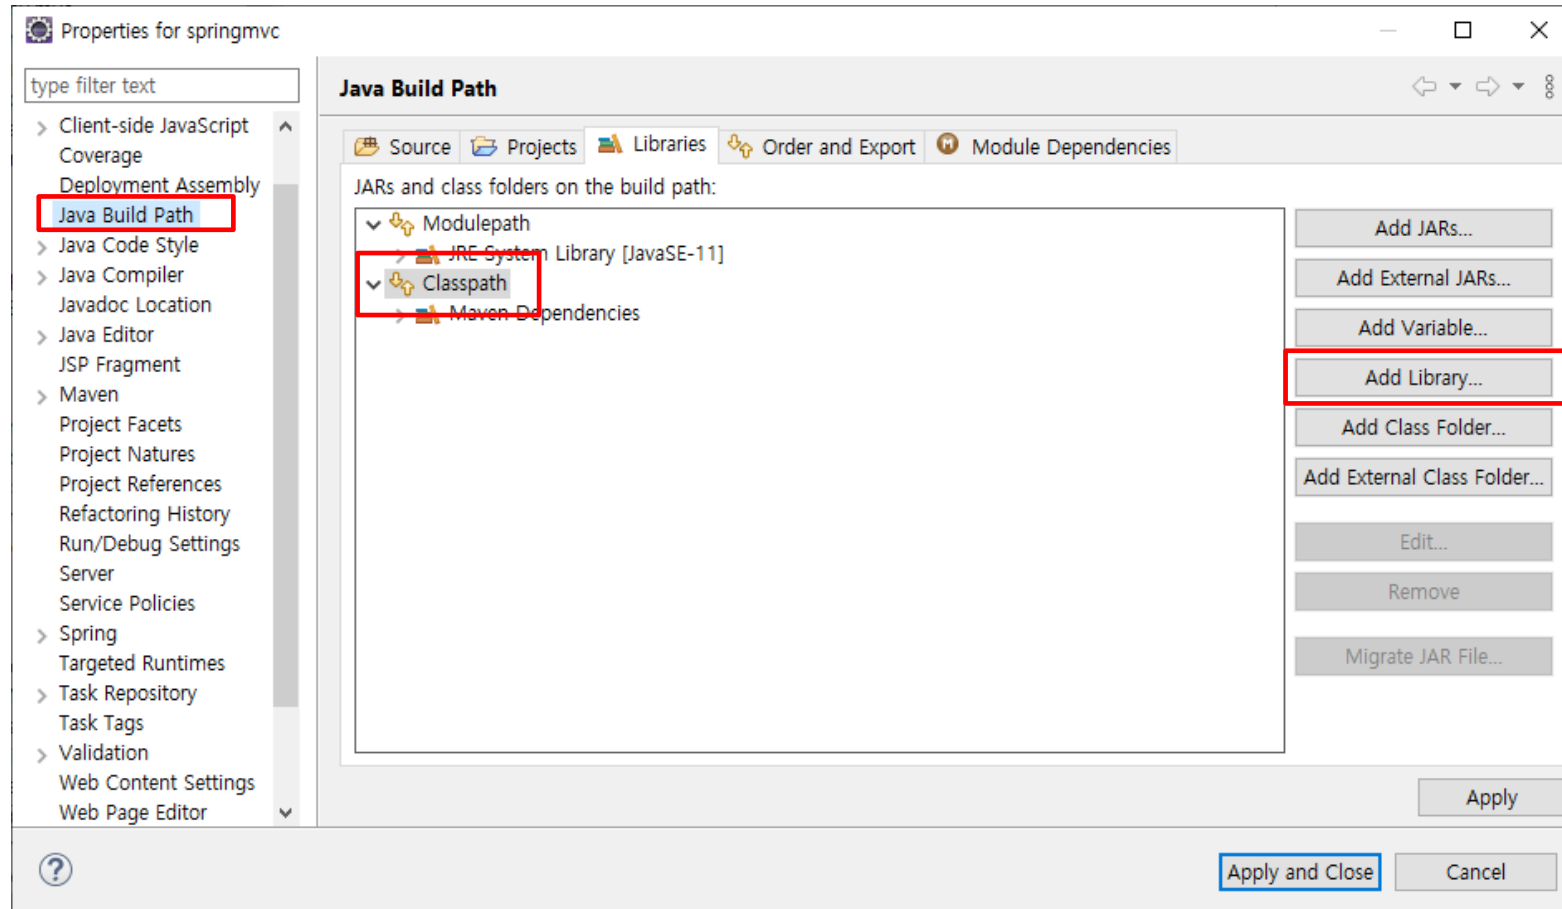 Properties for springmvc
type filter text
Client-side JavaScript
Coverage
Deployment Assembly
Java Build Path
Java Code Style
Java Compiler
Javadoc Location
Java Editor
JSP Fragment
Maven
Project Facets
Project Natures
Project References
Refactoring History
Run/Debug Settings
Server
Service Policies
Spring
Targeted Runtimes
Task Repository
Task Tags
Validation
Web Content Settings
Web Page Editor
Java Build Path
Source Projects Libraries Order and Export Module Dependencies
JARs and class folders on the build path:
Modulepath
JRE System Library [JavaSE-11]
Classpath
Maven Dependencies
Add JARs...
Add External JARs...
Add Variable...
Add Library...
Add Class Folder...
Add External Class Folder...
Edit...
Remove
Migrate JAR File...
Apply
Apply and Close
Cancel